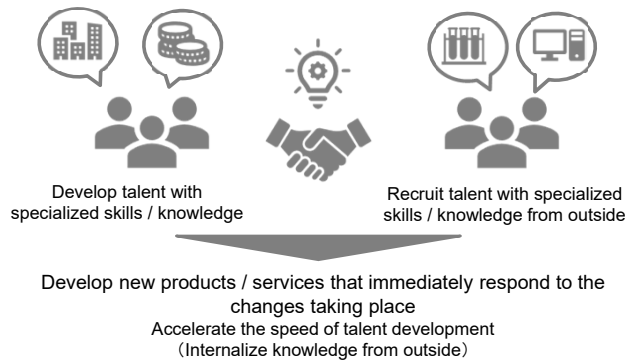 Develop talent with
specialized skills / knowledge
Recruit talent with specialized
skills / knowledge from outside
Develop new products / services that immediately respond to the
changes taking place
Accelerate the speed of talent development
（Internalize knowledge from outside）